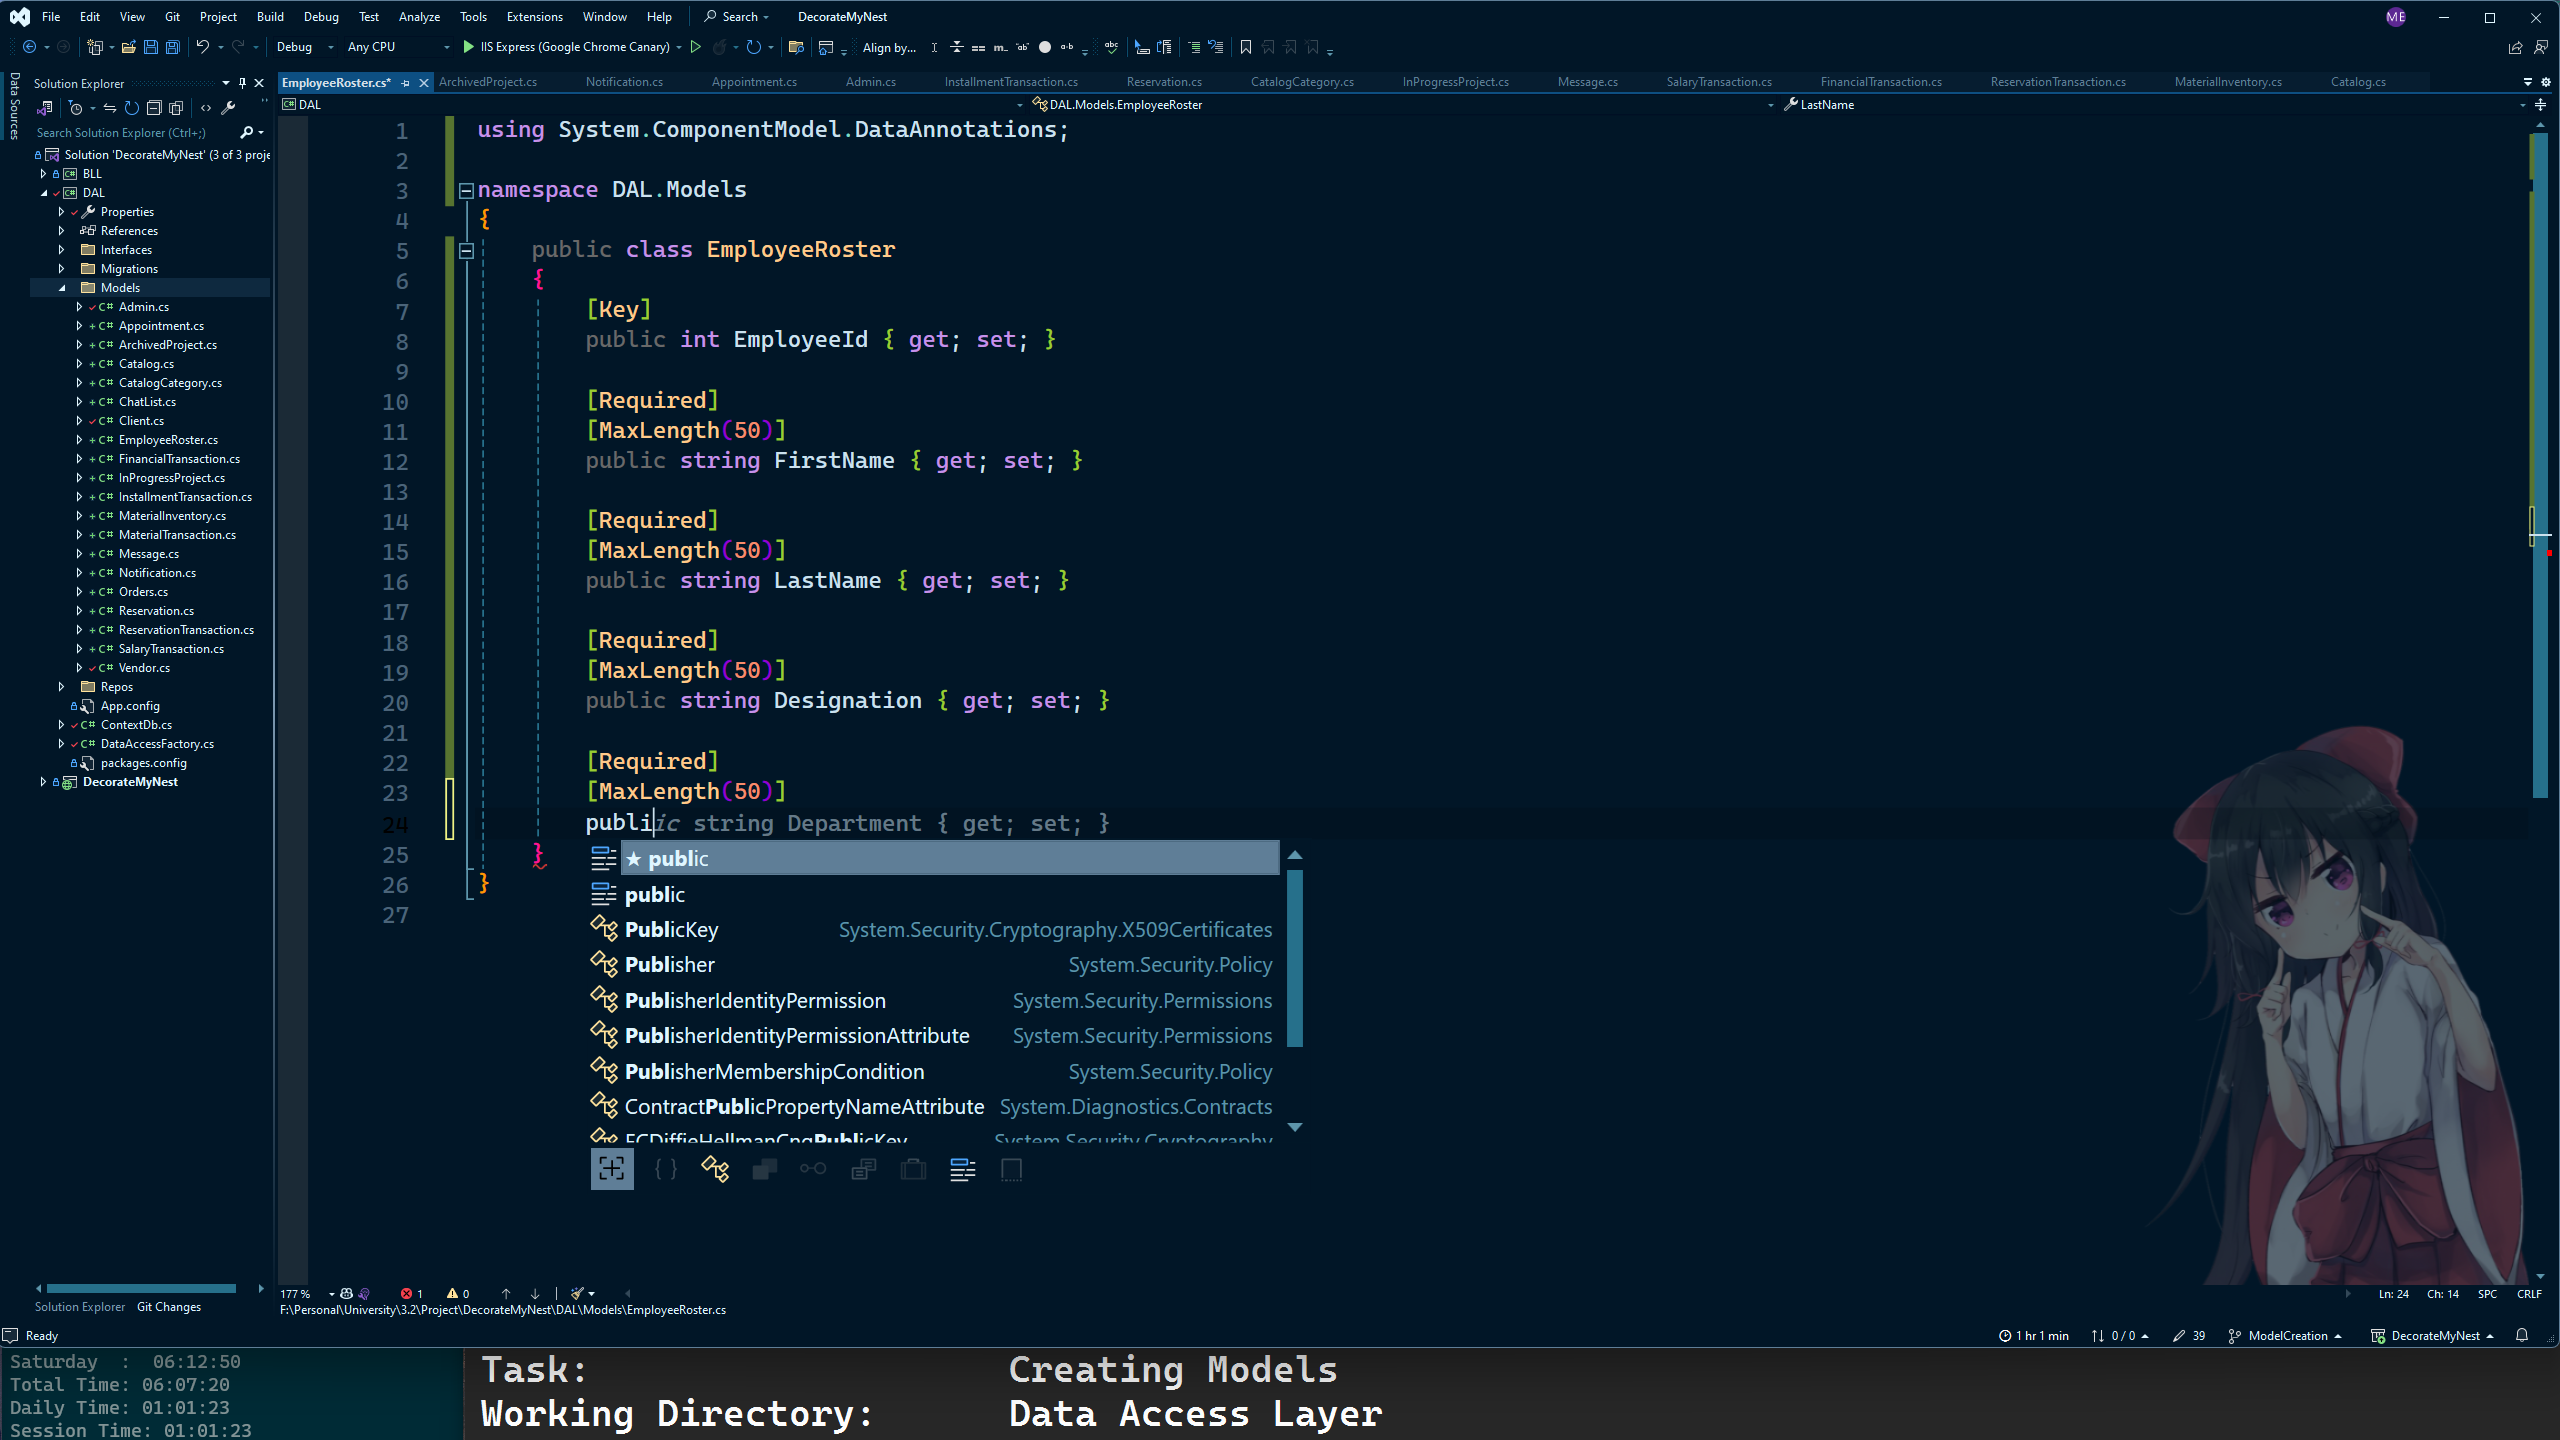 File Edit View Git Project Build Debug Test Analyze Tools Extensions Window Help Search DecorateMyNest ME
Debug Any CPU IIS Express (Google Chrome Canary) Align by...
Data Sources
Solution Explorer
Search Solution Explorer (Ctrl+;)
Solution 'DecorateMyNest' (3 of 3 proje
BLL
DAL
Properties
References
Interfaces
Migrations
Models
C# Admin.cs
C# Appointment.cs
C# ArchivedProject.cs
C# Catalog.cs
C# CatalogCategory.cs
C# ChatList.cs
C# Client.cs
C# EmployeeRoster.cs
C# FinancialTransaction.cs
C# InProgressProject.cs
C# InstallmentTransaction.cs
C# MaterialInventory.cs
C# MaterialTransaction.cs
C# Message.cs
C# Notification.cs
C# Orders.cs
C# Reservation.cs
C# ReservationTransaction.cs
C# SalaryTransaction.cs
C# Vendor.cs
Repos
App.config
C# ContextDb.cs
C# DataAccessFactory.cs
packages.config
DecorateMyNest
Solution Explorer Git Changes
EmployeeRoster.cs* ArchivedProject.cs Notification.cs Appointment.cs Admin.cs InstallmentTransaction.cs Reservation.cs CatalogCategory.cs InProgressProject.cs Message.cs SalaryTransaction.cs FinancialTransaction.cs ReservationTransaction.cs MaterialInventory.cs Catalog.cs
C# DAL DAL.Models.EmployeeRoster LastName
1 using System.ComponentModel.DataAnnotations;
2
3 namespace DAL.Models
4 {
5 public class EmployeeRoster
6 {
7 [Key]
8 public int EmployeeId { get; set; }
9
10 [Required]
11 [MaxLength(50)]
12 public string FirstName { get; set; }
13
14 [Required]
15 [MaxLength(50)]
16 public string LastName { get; set; }
17
18 [Required]
19 [MaxLength(50)]
20 public string Designation { get; set; }
21
22 [Required]
23 [MaxLength(50)]
24 publiic string Department { get; set; }
25 }
26 }
27
★ public
public
PublicKey System.Security.Cryptography.X509Certificates
Publisher System.Security.Policy
PublisherIdentityPermission System.Security.Permissions
PublisherIdentityPermissionAttribute System.Security.Permissions
PublisherMembershipCondition System.Security.Policy
ContractPublicPropertyNameAttribute System.Diagnostics.Contracts
ECDiffieHellmanCngPublicKey System.Security.Cryptography
177 % 1 0 Ln: 24 Ch: 14 SPC CRLF
F:\Personal\University\3.2\Project\DecorateMyNest\DAL\Models\EmployeeRoster.cs
Ready 1 hr 1 min 0 / 0 39 ModelCreation DecorateMyNest
Saturday : 06:12:50
Total Time: 06:07:20
Daily Time: 01:01:23
Session Time: 01:01:23
Task: Creating Models
Working Directory: Data Access Layer